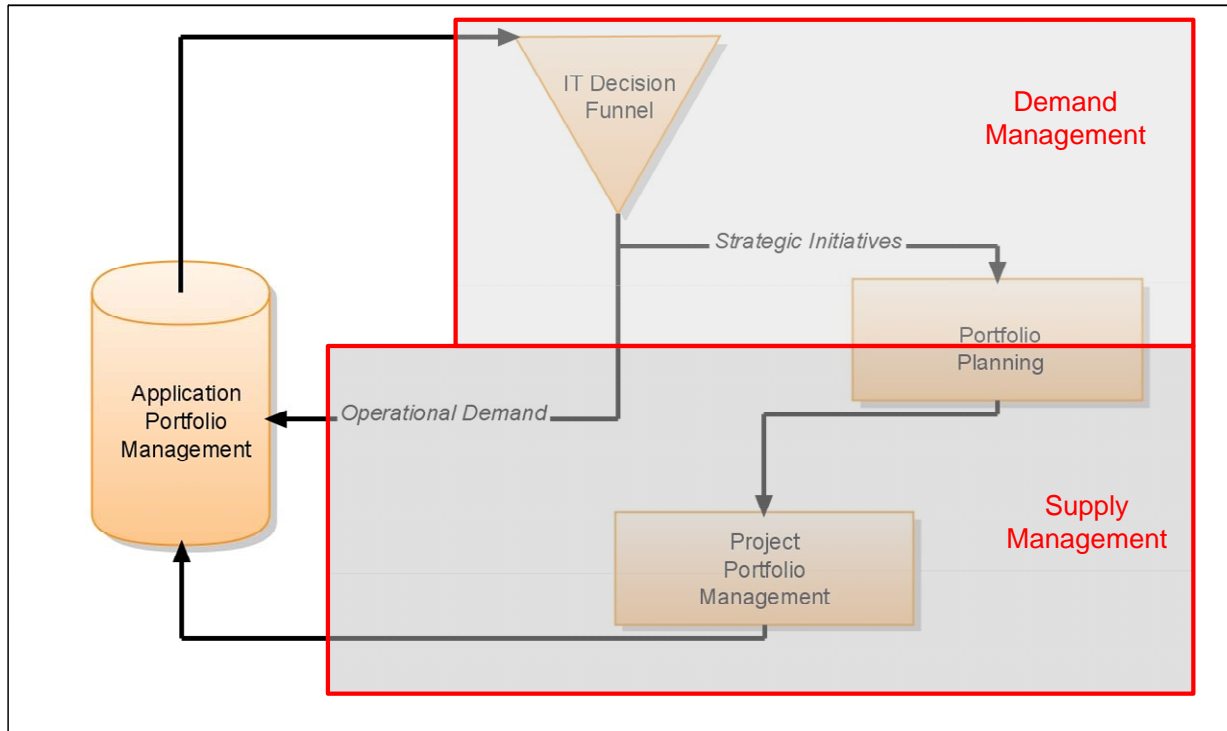 IT Decision
Funnel
Demand
Management
Strategic Initiatives
Portfolio
Planning
Application
Portfolio
Management
Operational Demand
Supply
Management
Project
Portfolio
Management